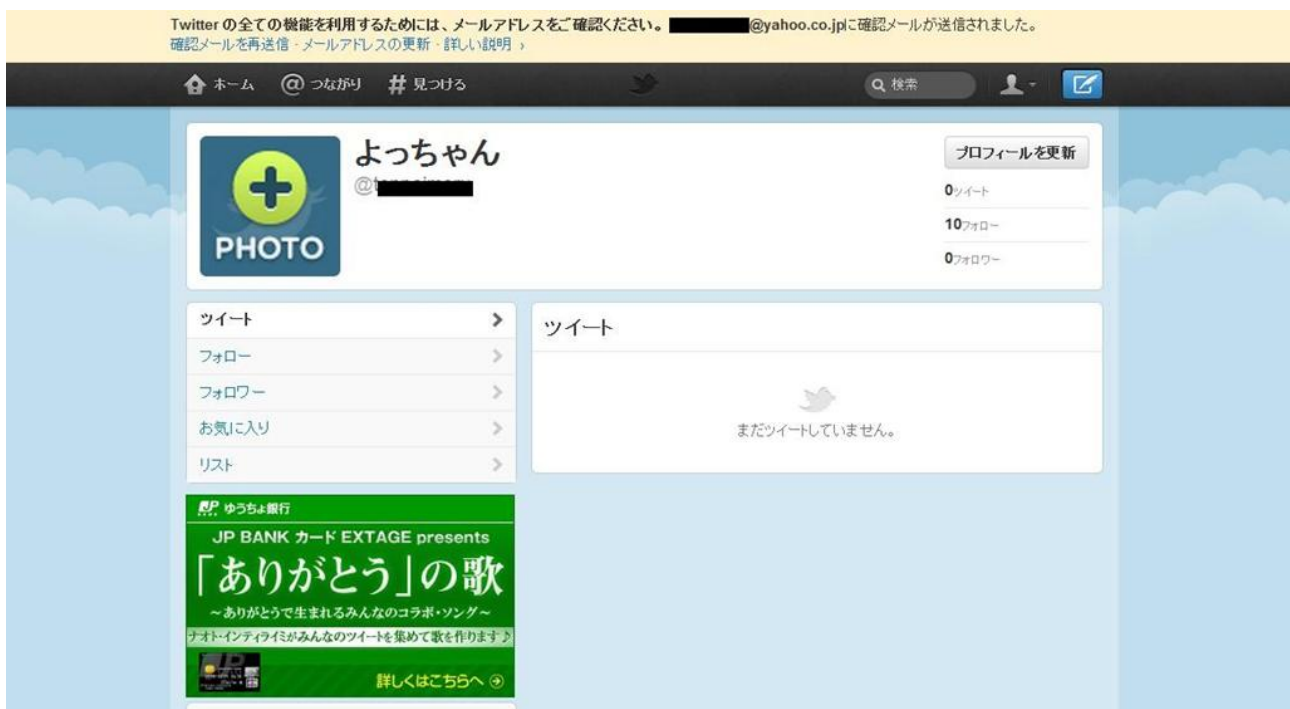 Twitter の全ての機能を利用するためには、メールアドレスをご確認ください。 @yahoo.co.jpに確認メールが送信されました。
確認メールを再送信 · メールアドレスの更新 · 詳しい説明 ›
ホーム @ つながり # 見つける 検索
PHOTO
よっちゃん
@t
プロフィールを更新
0ツイート
10フォロー
0フォロワー
ツイート
フォロー
フォロワー
お気に入り
リスト
ツイート
まだツイートしていません。
JP ゆうちょ銀行
JP BANK カード EXTAGE presents
「ありがとう」の歌
~ありがとうで生まれるみんなのコラボ・ソング~
ナオト・インティライミがみんなのツイートを集めて歌を作ります♪
詳しくはこちらへ